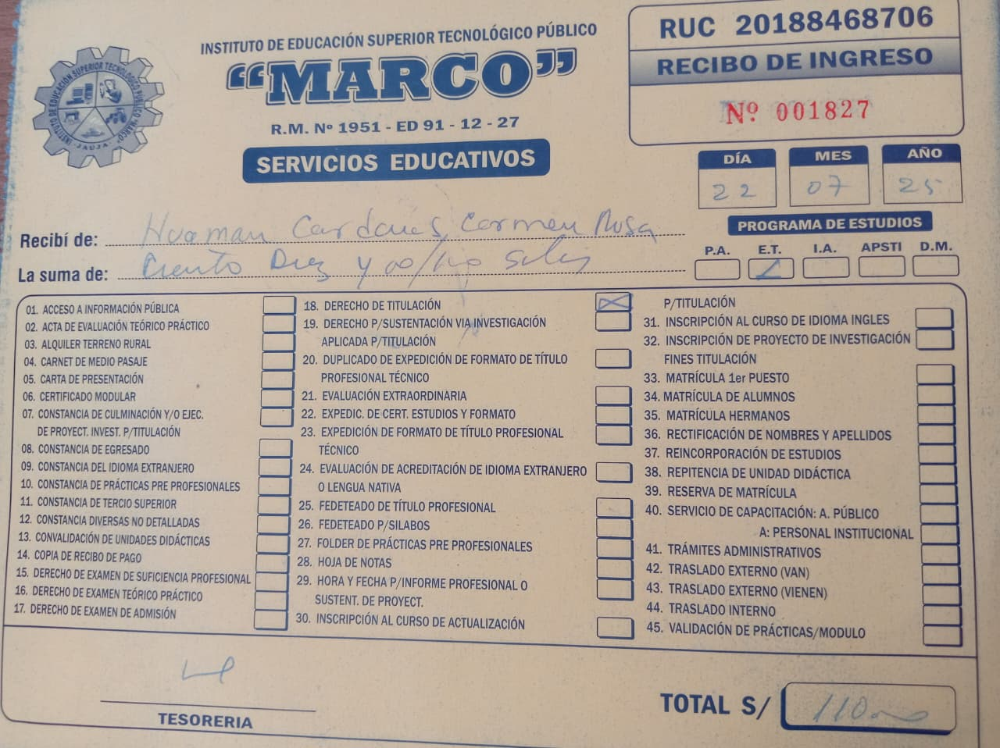 INSTITUTO DE EDUCACIÓN SUPERIOR TECNOLÓGICO PÚBLICO
"MARCO"
R.M. Nº 1951 - ED 91 - 12 - 27
SERVICIOS EDUCATIVOS
INSTITUTO DE EDUCACIÓN SUPERIOR TECNOLÓGICO PÚBLICO "MARCO"
- JAUJA -
RUC 20188468706
RECIBO DE INGRESO
Nº 001827
DÍA MES AÑO
22 07 25
Recibí de: Huaman Cardenas, Carmen Rosa
La suma de: Ciento Diez y 00/100 soles
PROGRAMA DE ESTUDIOS
P.A. E.T. I.A. APSTI D.M.
01. ACCESO A INFORMACIÓN PÚBLICA
02. ACTA DE EVALUACIÓN TEÓRICO PRÁCTICO
03. ALQUILER TERRENO RURAL
04. CARNET DE MEDIO PASAJE
05. CARTA DE PRESENTACIÓN
06. CERTIFICADO MODULAR
07. CONSTANCIA DE CULMINACIÓN Y/O EJEC.
DE PROYECT. INVEST. P/TITULACIÓN
08. CONSTANCIA DE EGRESADO
09. CONSTANCIA DEL IDIOMA EXTRANJERO
10. CONSTANCIA DE PRÁCTICAS PRE PROFESIONALES
11. CONSTANCIA DE TERCIO SUPERIOR
12. CONSTANCIA DIVERSAS NO DETALLADAS
13. CONVALIDACIÓN DE UNIDADES DIDÁCTICAS
14. COPIA DE RECIBO DE PAGO
15. DERECHO DE EXAMEN DE SUFICIENCIA PROFESIONAL
16. DERECHO DE EXAMEN TEÓRICO PRÁCTICO
17. DERECHO DE EXAMEN DE ADMISIÓN
18. DERECHO DE TITULACIÓN
19. DERECHO P/SUSTENTACIÓN VIA INVESTIGACIÓN
APLICADA P/TITULACIÓN
20. DUPLICADO DE EXPEDICIÓN DE FORMATO DE TÍTULO
PROFESIONAL TÉCNICO
21. EVALUACIÓN EXTRAORDINARIA
22. EXPEDIC. DE CERT. ESTUDIOS Y FORMATO
23. EXPEDICIÓN DE FORMATO DE TÍTULO PROFESIONAL
TÉCNICO
24. EVALUACIÓN DE ACREDITACIÓN DE IDIOMA EXTRANJERO
O LENGUA NATIVA
25. FEDETEADO DE TÍTULO PROFESIONAL
26. FEDETEADO P/SILABOS
27. FOLDER DE PRÁCTICAS PRE PROFESIONALES
28. HOJA DE NOTAS
29. HORA Y FECHA P/INFORME PROFESIONAL O
SUSTENT. DE PROYECT.
30. INSCRIPCIÓN AL CURSO DE ACTUALIZACIÓN
P/TITULACIÓN
31. INSCRIPCIÓN AL CURSO DE IDIOMA INGLES
32. INSCRIPCIÓN DE PROYECTO DE INVESTIGACIÓN
FINES TITULACIÓN
33. MATRÍCULA 1er PUESTO
34. MATRÍCULA DE ALUMNOS
35. MATRÍCULA HERMANOS
36. RECTIFICACIÓN DE NOMBRES Y APELLIDOS
37. REINCORPORACIÓN DE ESTUDIOS
38. REPITENCIA DE UNIDAD DIDÁCTICA
39. RESERVA DE MATRÍCULA
40. SERVICIO DE CAPACITACIÓN: A. PÚBLICO
A: PERSONAL INSTITUCIONAL
41. TRÁMITES ADMINISTRATIVOS
42. TRASLADO EXTERNO (VAN)
43. TRASLADO EXTERNO (VIENEN)
44. TRASLADO INTERNO
45. VALIDACIÓN DE PRÁCTICAS/MODULO
TESORERIA
TOTAL S/ 110.00